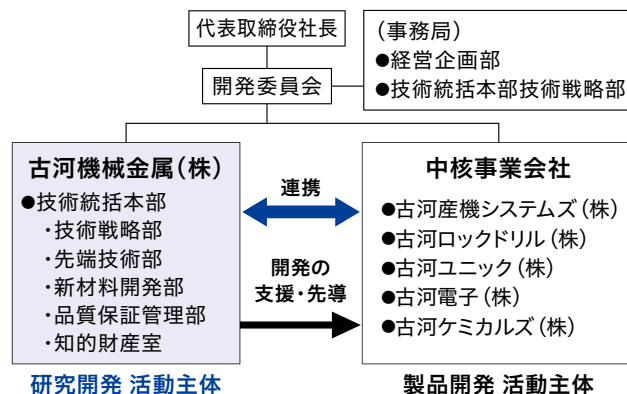 代表取締役社長
開発委員会
(事務局)
●経営企画部
●技術統括本部技術戦略部
古河機械金属(株)
●技術統括本部
・技術戦略部
・先端技術部
・新材料開発部
・品質保証管理部
・知的財産室
研究開発 活動主体
連携
開発の
支援・先導
中核事業会社
●古河産機システムズ(株)
●古河ロックドリル(株)
●古河ユニック(株)
●古河電子(株)
●古河ケミカルズ(株)
製品開発 活動主体